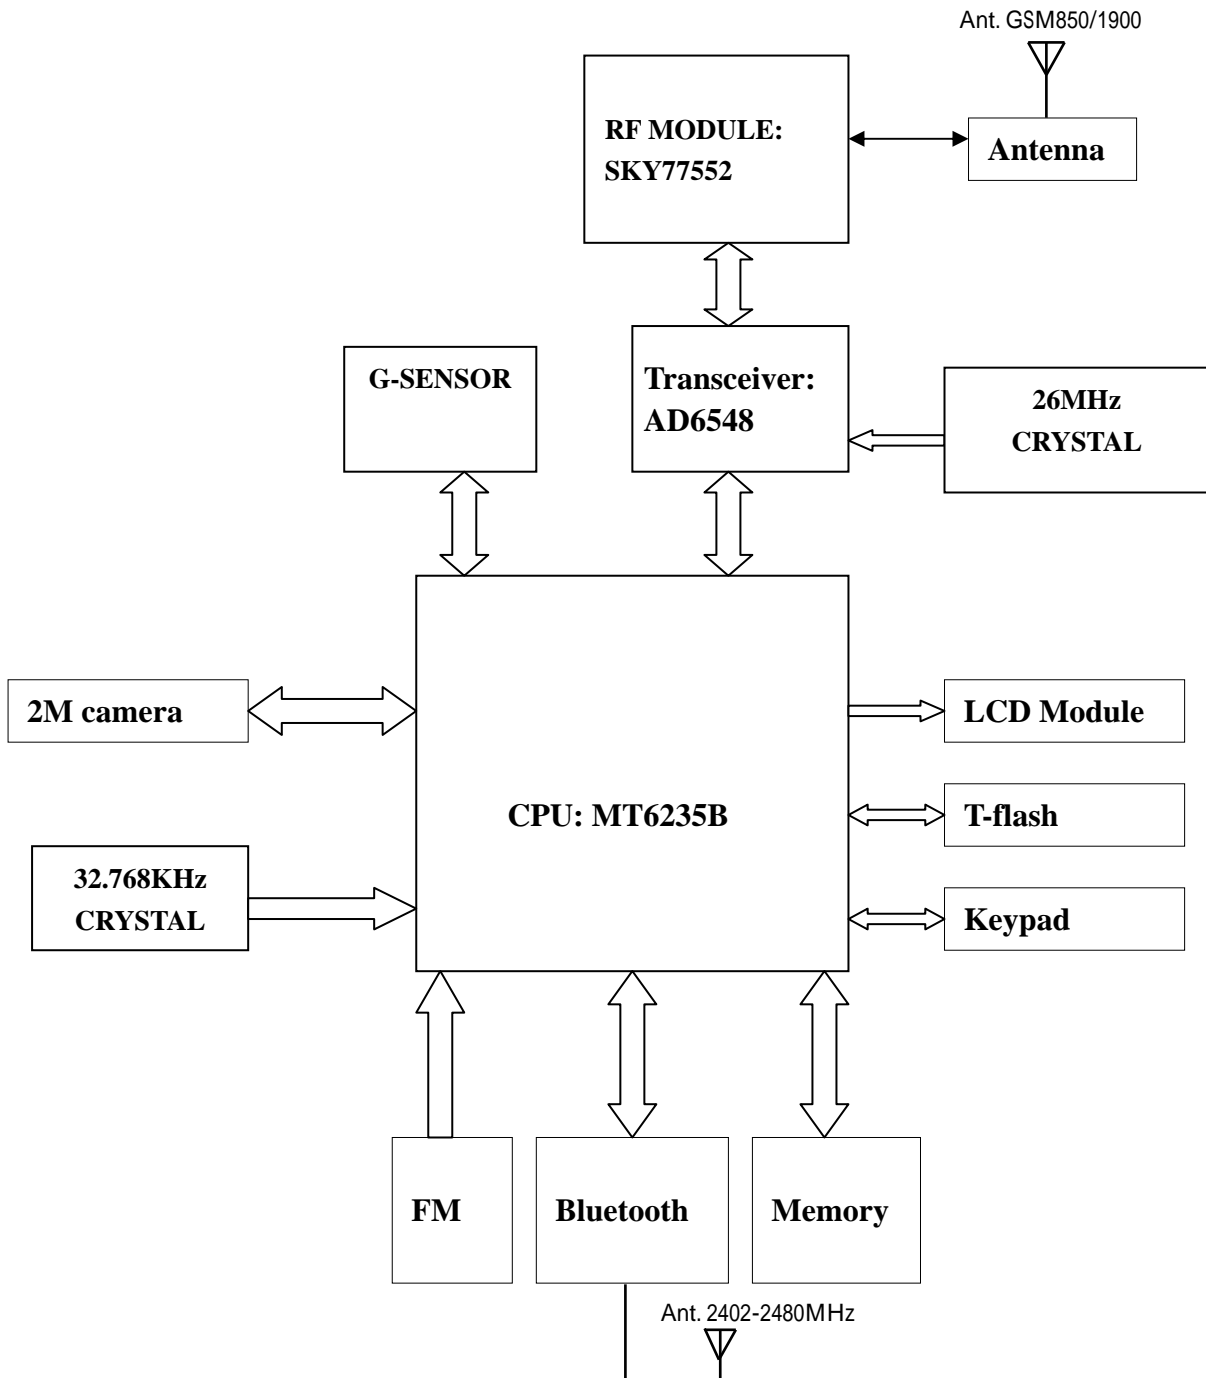 Ant. GSM850/1900
RF MODULE:
SKY77552
Antenna
G-SENSOR
Transceiver:
AD6548
26MHz
CRYSTAL
2M camera
LCD Module
CPU: MT6235B
T-flash
32.768KHz
CRYSTAL
Keypad
FM
Bluetooth
Memory
Ant. 2402-2480MHz